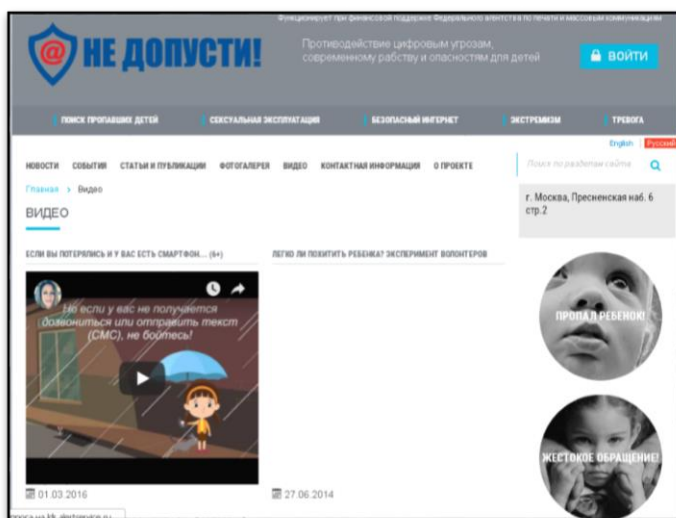 Функционирует при финансовой поддержке Федерального агентства по печати и массовым коммуникациям
@ НЕ ДОПУСТИ!
Противодействие цифровым угрозам,
современному рабству и опасностям для детей
ВОЙТИ
ПОИСК ПРОПАВШИХ ДЕТЕЙ СЕКСУАЛЬНАЯ ЭКСПЛУАТАЦИЯ БЕЗОПАСНЫЙ ИНТЕРНЕТ ЭКСТРЕМИЗМ ТРЕВОГА
English Русский
НОВОСТИ СОБЫТИЯ СТАТЬИ И ПУБЛИКАЦИИ ФОТОГАЛЕРЕЯ ВИДЕО КОНТАКТНАЯ ИНФОРМАЦИЯ О ПРОЕКТЕ
Поиск по разделам сайта
Главная > Видео
г. Москва, Пресненская наб. 6
стр.2
ВИДЕО
ЕСЛИ ВЫ ПОТЕРЯЛИСЬ И У ВАС ЕСТЬ СМАРТФОН... (6+)
ЛЕГКО ЛИ ПОХИТИТЬ РЕБЕНКА? ЭКСПЕРИМЕНТ ВОЛОНТЕРОВ
Но если у вас не получается
дозвониться или отправить текст
(СМС), не бойтесь!
ПРОПАЛ РЕБЕНОК!
ЖЕСТОКОЕ ОБРАЩЕНИЕ!
01.03.2016
27.06.2014